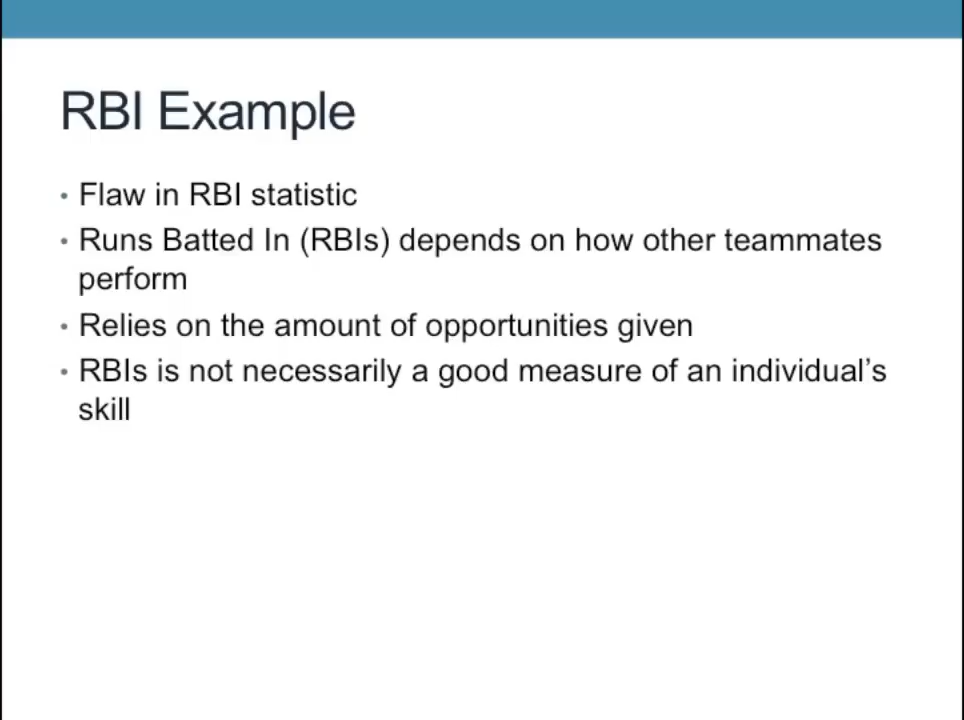 RBI Example
• Flaw in RBI statistic
• Runs Batted In (RBIs) depends on how other teammates
perform
• Relies on the amount of opportunities given
• RBIs is not necessarily a good measure of an individual’s
skill